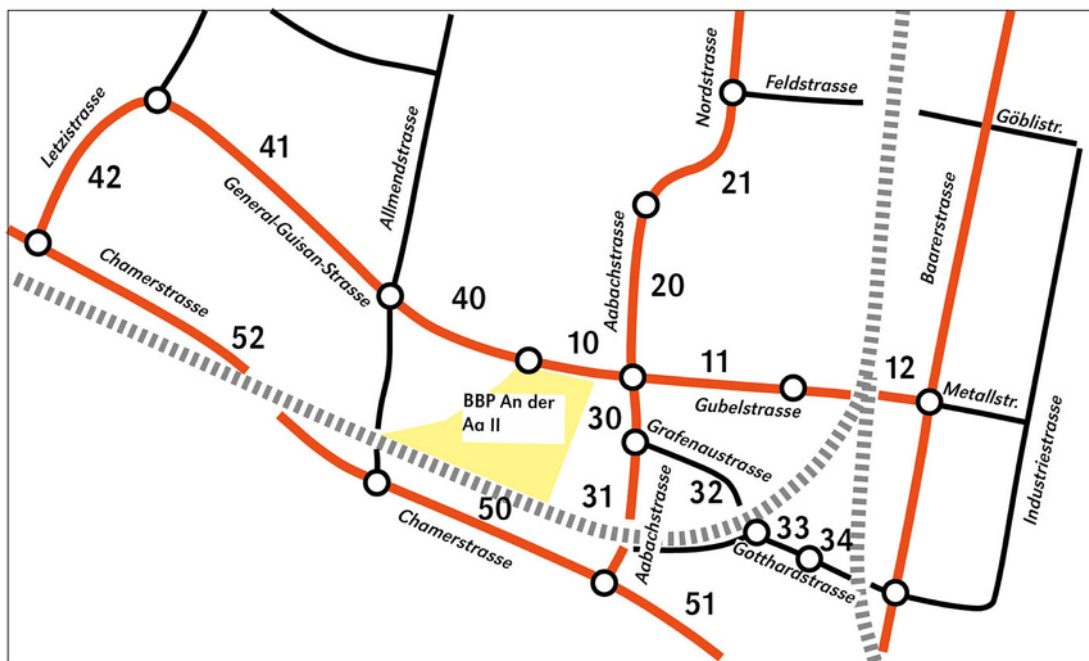 Letzistrasse
42
41
General-Guisan-Strasse
Allmendstrasse
Nordstrasse
Feldstrasse
Göblistr.
21
Aabachstrasse
20
Baarerstrasse
Chamerstrasse
52
40
10
11
12
Gubelstrasse
Metallstr.
BBP An der
Aa II
30
Grafenaustrasse
Industriestrasse
31
32
50
Chamerstrasse
Aabachstrasse
33
34
Gotthardstrasse
51